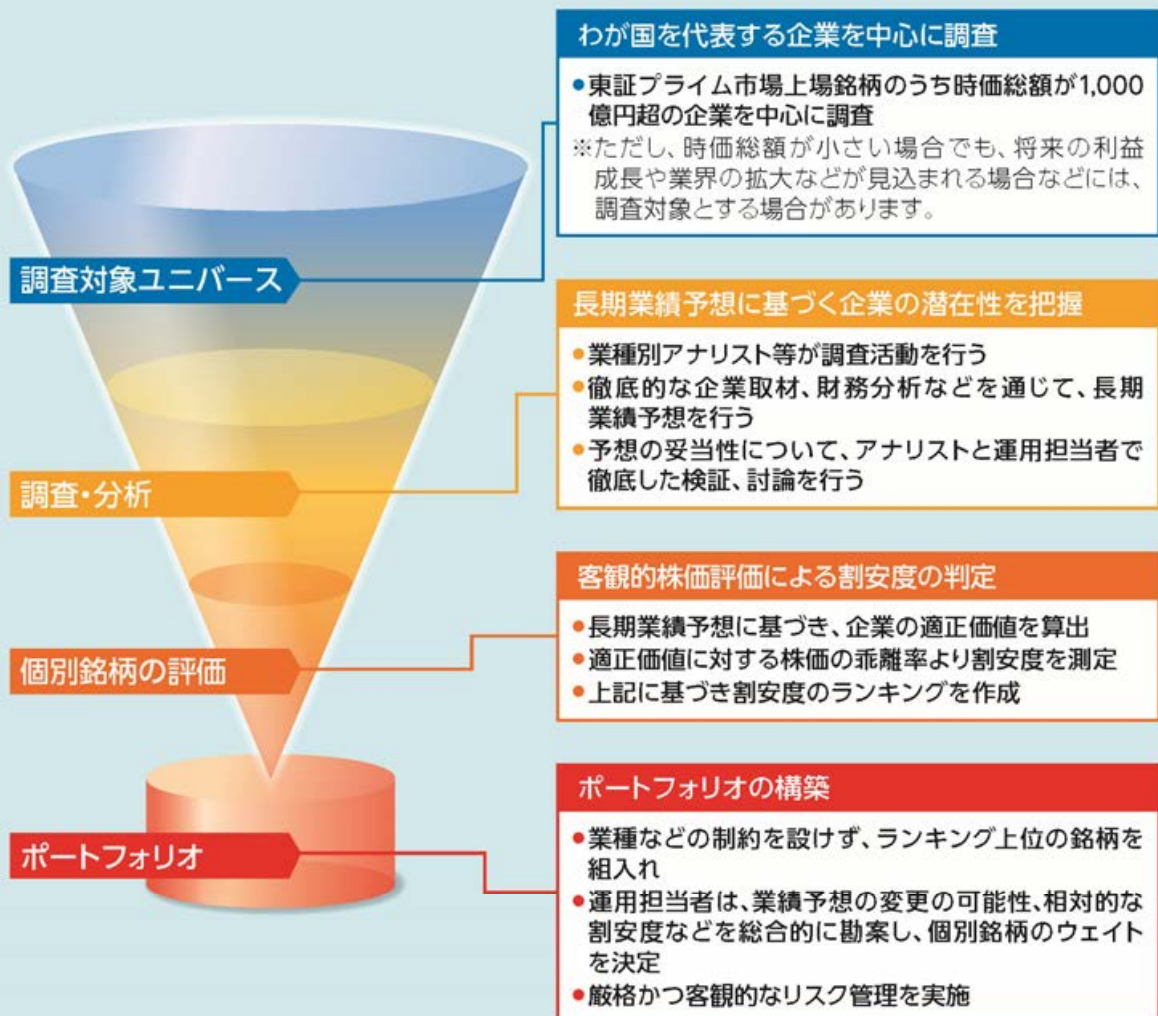 わが国を代表する企業を中心に調査
●東証プライム市場上場銘柄のうち時価総額が1,000
億円超の企業を中心に調査
※ただし、時価総額が小さい場合でも、将来の利益
成長や業界の拡大などが見込まれる場合などには、
調査対象とする場合があります。
調査対象ユニバース
長期業績予想に基づく企業の潜在性を把握
●業種別アナリスト等が調査活動を行う
●徹底的な企業取材、財務分析などを通じて、長期
業績予想を行う
●予想の妥当性について、アナリストと運用担当者で
徹底した検証、討論を行う
調査・分析
客観的株価評価による割安度の判定
●長期業績予想に基づき、企業の適正価値を算出
●適正価値に対する株価の乖離率より割安度を測定
●上記に基づき割安度のランキングを作成
個別銘柄の評価
ポートフォリオの構築
●業種などの制約を設けず、ランキング上位の銘柄を
組入れ
●運用担当者は、業績予想の変更の可能性、相対的な
割安度などを総合的に勘案し、個別銘柄のウェイト
を決定
●厳格かつ客観的なリスク管理を実施
ポートフォリオ